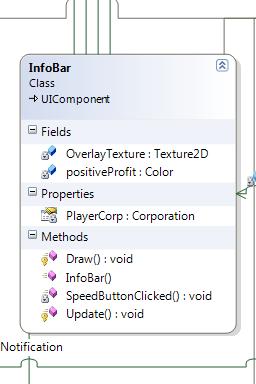 InfoBar
Class
UIComponent
Fields
OverlayTexture : Texture2D
positiveProfit : Color
Properties
PlayerCorp : Corporation
Methods
Draw() : void
InfoBar()
SpeedButtonClicked() : void
Update() : void
Notification